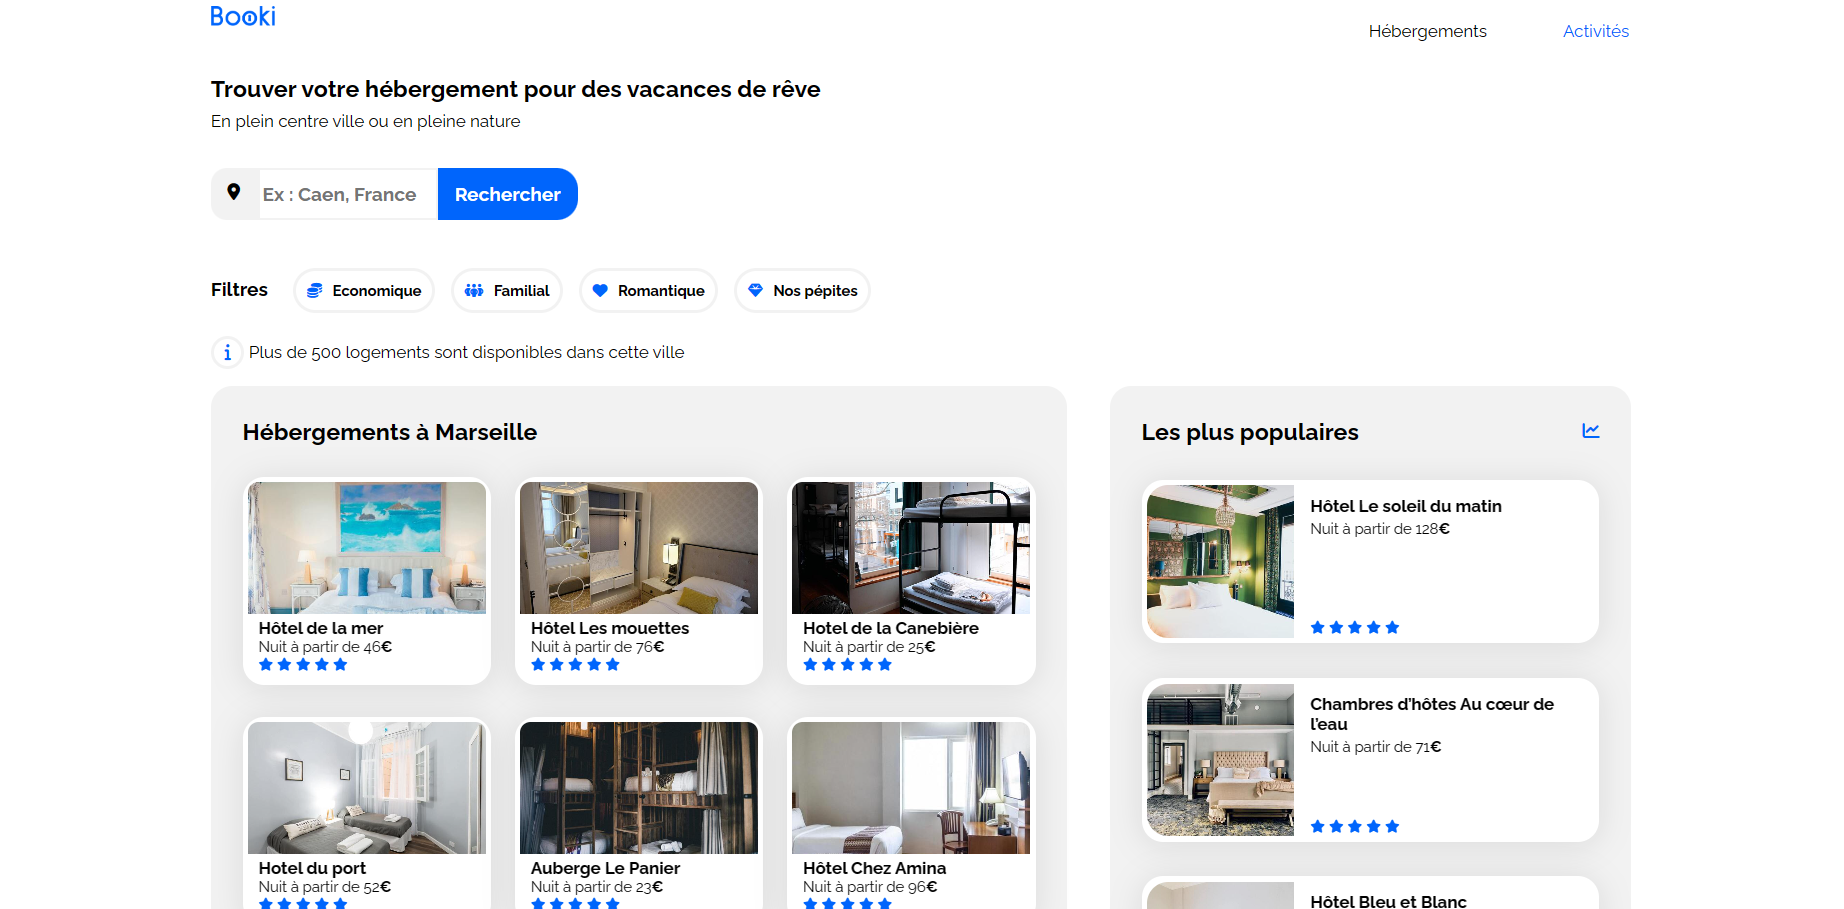 Booki
Hébergements
Activités
Trouver votre hébergement pour des vacances de rêve
En plein centre ville ou en pleine nature
Ex : Caen, France
Rechercher
Filtres
Economique
Familial
Romantique
Nos pépites
Plus de 500 logements sont disponibles dans cette ville
Hébergements à Marseille
Hôtel de la mer
Nuit à partir de 46€
Hôtel Les mouettes
Nuit à partir de 76€
Hotel de la Canebière
Nuit à partir de 25€
Hotel du port
Nuit à partir de 52€
Auberge Le Panier
Nuit à partir de 23€
Hôtel Chez Amina
Nuit à partir de 96€
Les plus populaires
Hôtel Le soleil du matin
Nuit à partir de 128€
Chambres d’hôtes Au cœur de
l’eau
Nuit à partir de 71€
Hôtel Bleu et Blanc